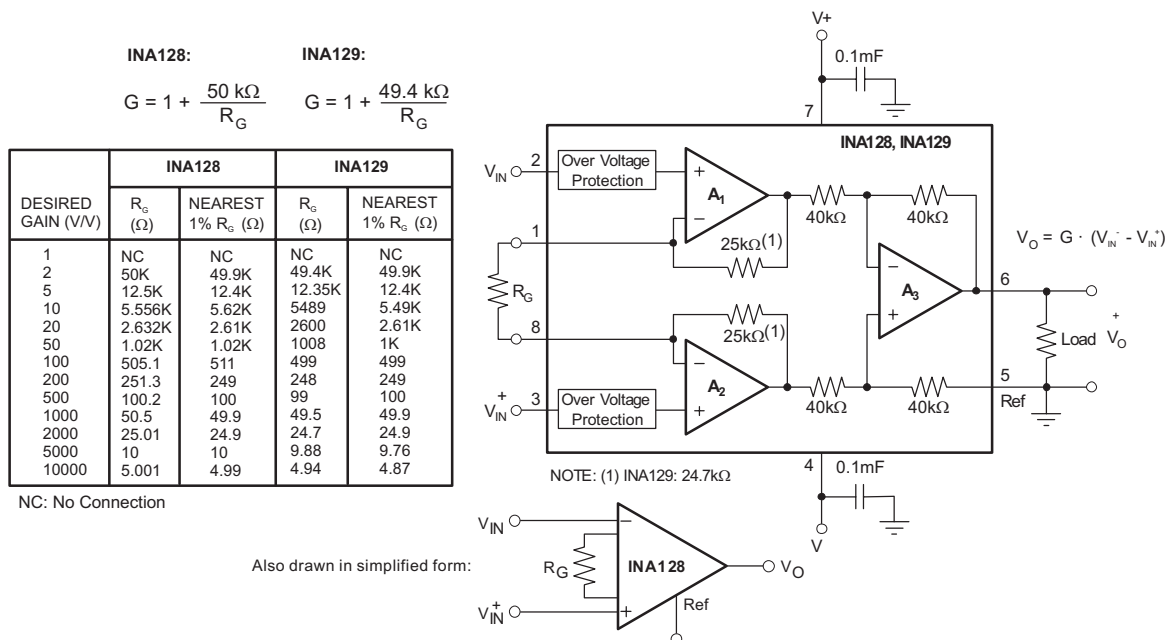 INA128:
G = 1 + 50 kΩ / R_G
INA129:
G = 1 + 49.4 kΩ / R_G
INA128 INA129
DESIRED GAIN (V/V) R_G (Ω) NEAREST 1% R_G (Ω) R_G (Ω) NEAREST 1% R_G (Ω)
1 NC NC NC NC
2 50K 49.9K 49.4K 49.9K
5 12.5K 12.4K 12.35K 12.4K
10 5.556K 5.62K 5489 5.49K
20 2.632K 2.61K 2600 2.61K
50 1.02K 1.02K 1008 1K
100 505.1 511 499 499
200 251.3 249 248 249
500 100.2 100 99 100
1000 50.5 49.9 49.5 49.9
2000 25.01 24.9 24.7 24.9
5000 10 10 9.88 9.76
10000 5.001 4.99 4.94 4.87
NC: No Connection
V+
0.1mF
7
INA128, INA129
V_IN 2 Over Voltage Protection
+
−
A1
40kΩ 40kΩ
1
25kΩ(1)
R_G
−
+
A3
6
V_O = G · (V_IN^- - V_IN^+)
8
25kΩ(1)
−
+
A2
Load
+
V_O
V_IN^+ 3 Over Voltage Protection
40kΩ 40kΩ
5
Ref
4
0.1mF
V
NOTE: (1) INA129: 24.7kΩ
Also drawn in simplified form:
V_IN
−
R_G
INA128
V_O
V_IN^+
+
Ref